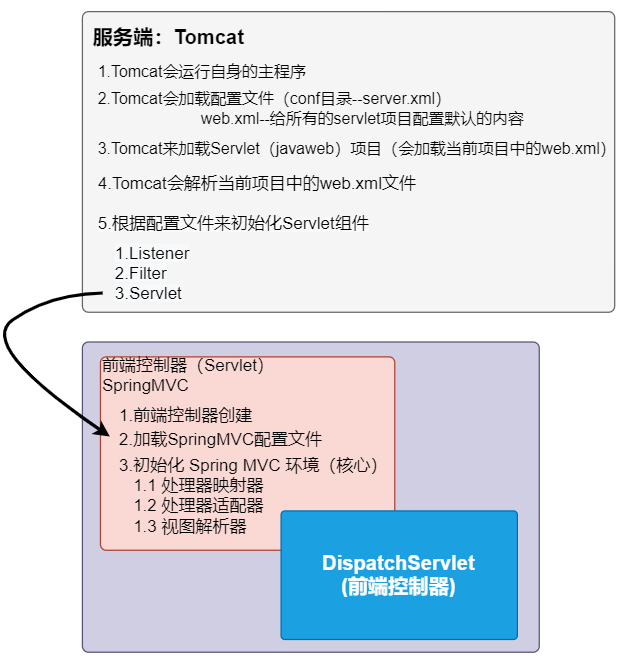 服务端：Tomcat
1.Tomcat会运行自身的主程序
2.Tomcat会加载配置文件（conf目录--server.xml）
web.xml--给所有的servlet项目配置默认的内容
3.Tomcat来加载Servlet（javaweb）项目（会加载当前项目中的web.xml）
4.Tomcat会解析当前项目中的web.xml文件
5.根据配置文件来初始化Servlet组件
1.Listener
2.Filter
3.Servlet
前端控制器（Servlet）
SpringMVC
1.前端控制器创建
2.加载SpringMVC配置文件
3.初始化 Spring MVC 环境（核心）
1.1 处理器映射器
1.2 处理器适配器
1.3 视图解析器
DispatchServlet
(前端控制器)